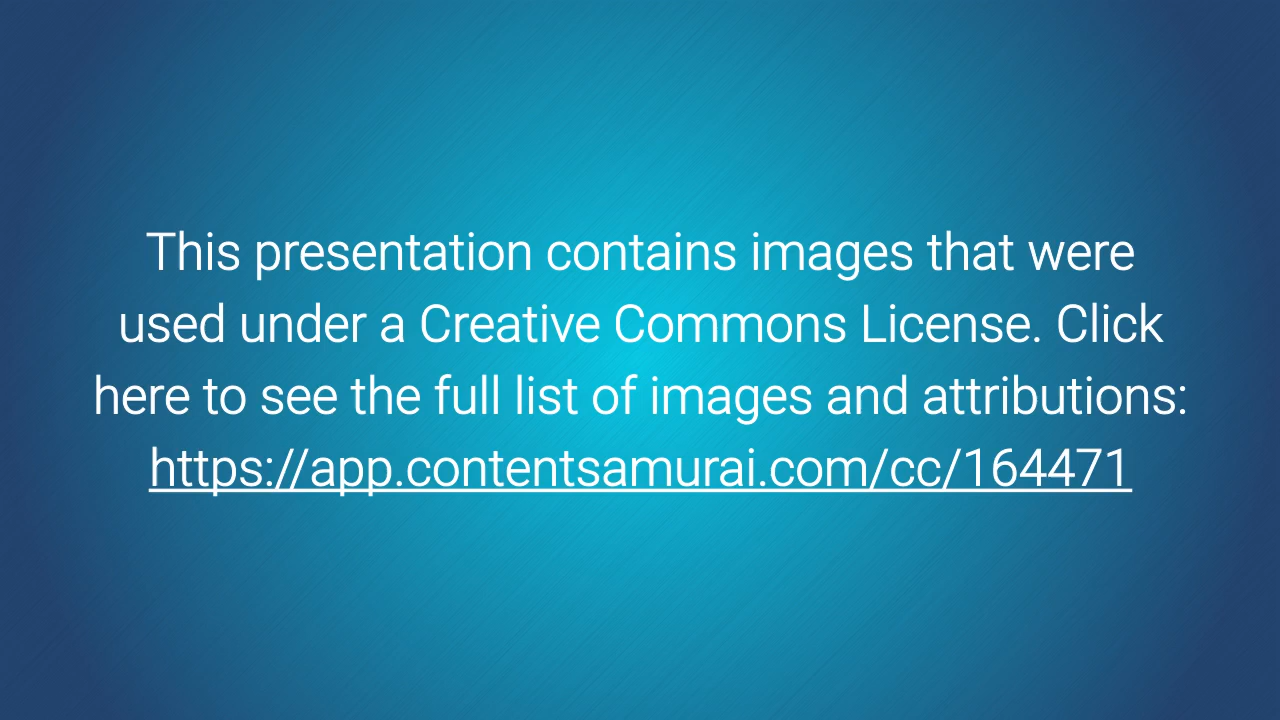 This presentation contains images that were
used under a Creative Commons License. Click
here to see the full list of images and attributions:
https://app.contentsamurai.com/cc/164471